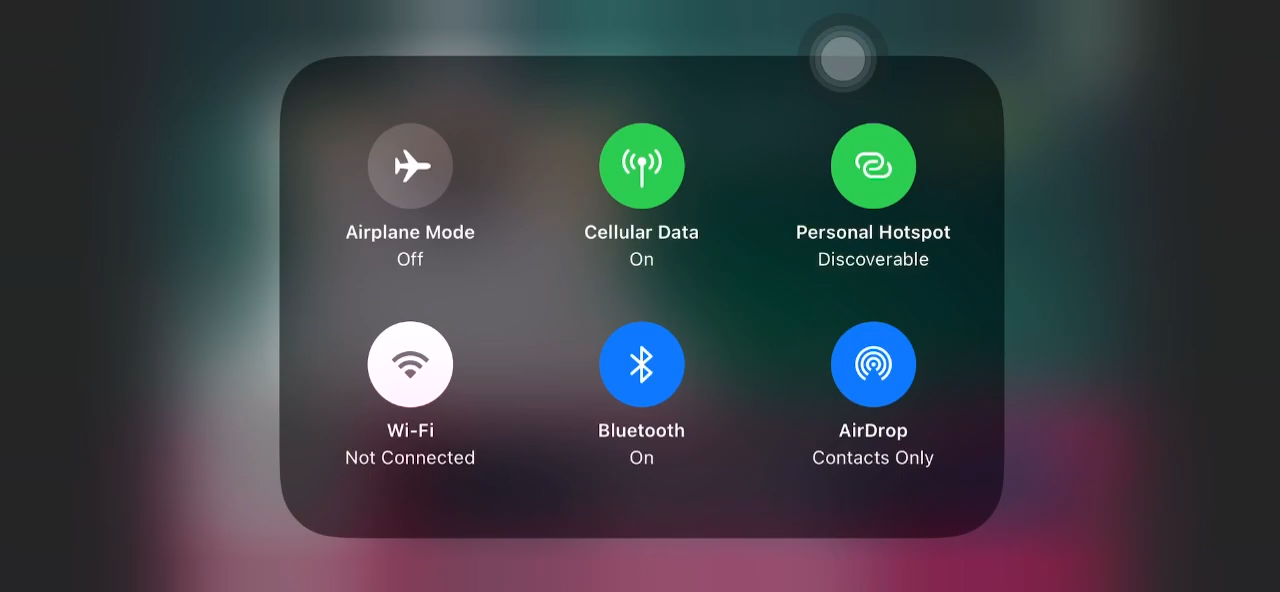 Airplane Mode
Off
Cellular Data
On
Personal Hotspot
Discoverable
Wi-Fi
Not Connected
Bluetooth
On
AirDrop
Contacts Only